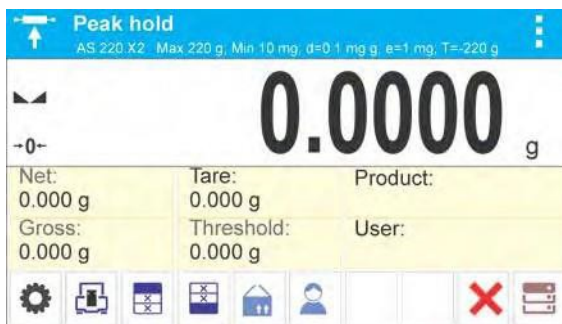 Peak hold
AS 220 X2 Max 220 g, Min 10 mg, d=0.1 mg g, e=1 mg, T=-220 g
0.0000 g
→0←
Net: Tare: Product:
0.000 g 0.000 g
Gross: Threshold: User:
0.000 g 0.000 g